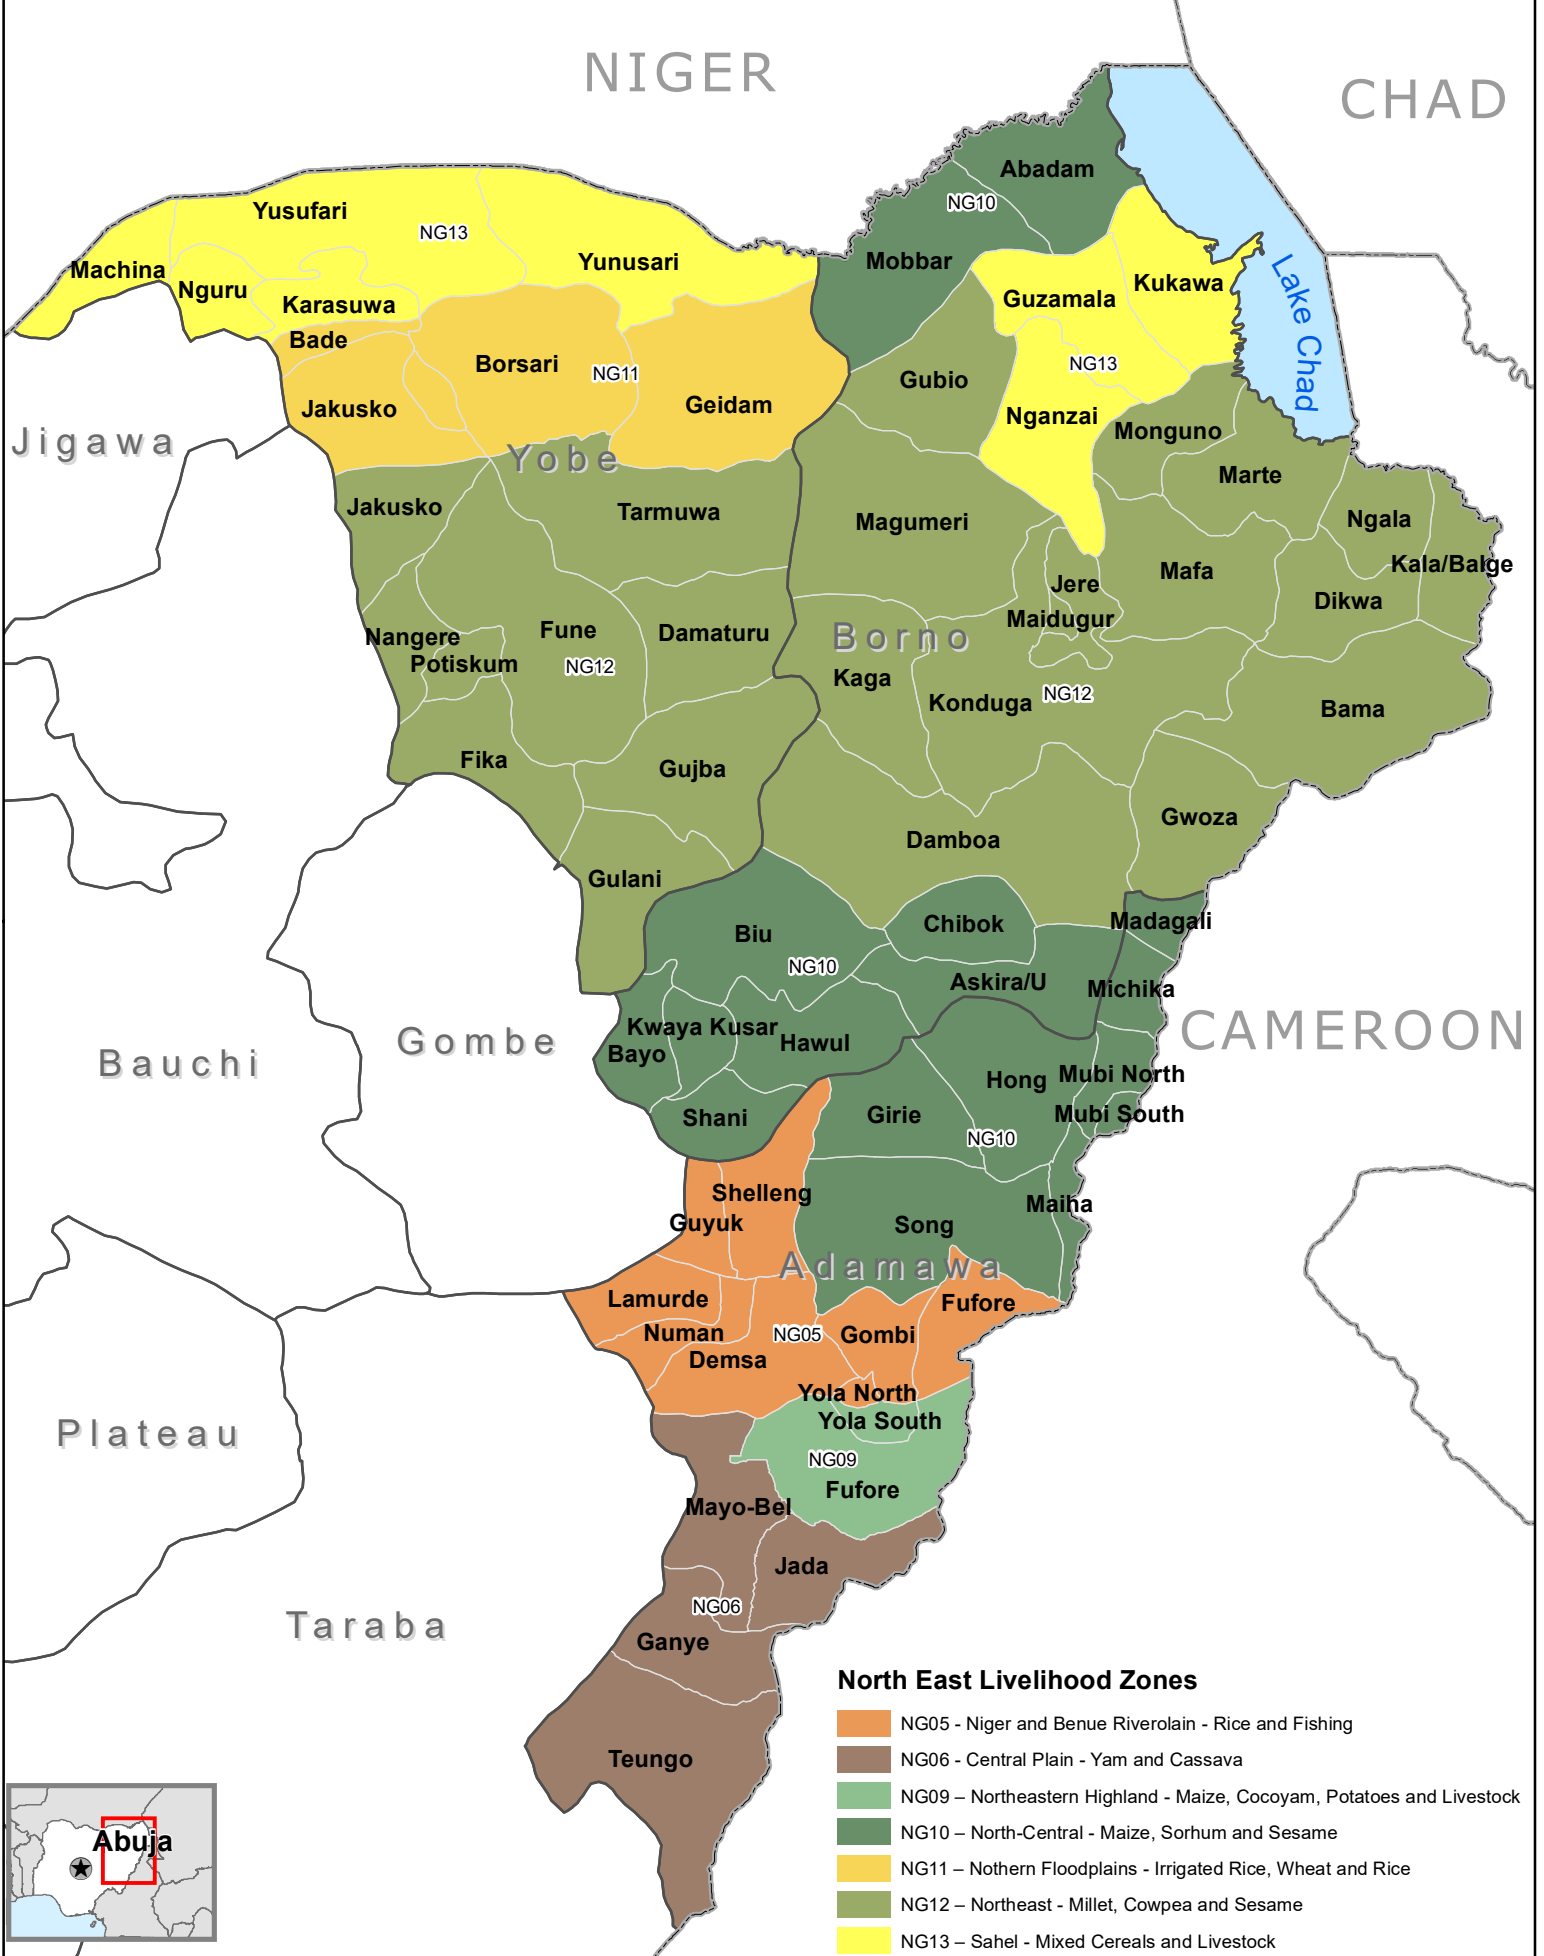 NIGER
CHAD
Abadam
NG10
Yusufari
NG13
Mobbar
Yunusari
Machina
Nguru
Karasuwa
Guzamala
Kukawa
Lake Chad
Bade
Borsari
NG11
NG13
Gubio
Jakusko
Geidam
Nganzai
Monguno
Jigawa
Yobe
Marte
Jakusko
Tarmuwa
Magumeri
Ngala
Kala/Balge
Mafa
Jere
Dikwa
Maidugur
Nangere
Fune
Damaturu
Borno
Potiskum
NG12
Kaga
Konduga
NG12
Bama
Fika
Gujba
Gwoza
Damboa
Gulani
Biu
Chibok
Madagali
NG10
Askira/U
Michika
Kwaya Kusar
Hawul
Bayo
CAMEROON
Gombe
Bauchi
Hong
Mubi North
Mubi South
Shani
Girie
NG10
Shelleng
Guyuk
Song
Maiha
Adamawa
Lamurde
Fufore
Numan
NG05
Gombi
Demsa
Yola North
Yola South
Plateau
NG09
Fufore
Mayo-Bel
Jada
NG06
Taraba
Ganye
Teungo
North East Livelihood Zones
NG05 - Niger and Benue Riverolain - Rice and Fishing
NG06 - Central Plain - Yam and Cassava
NG09 – Northeastern Highland - Maize, Cocoyam, Potatoes and Livestock
NG10 – North-Central - Maize, Sorhum and Sesame
NG11 – Nothern Floodplains - Irrigated Rice, Wheat and Rice
NG12 – Northeast - Millet, Cowpea and Sesame
NG13 – Sahel - Mixed Cereals and Livestock
Abuja